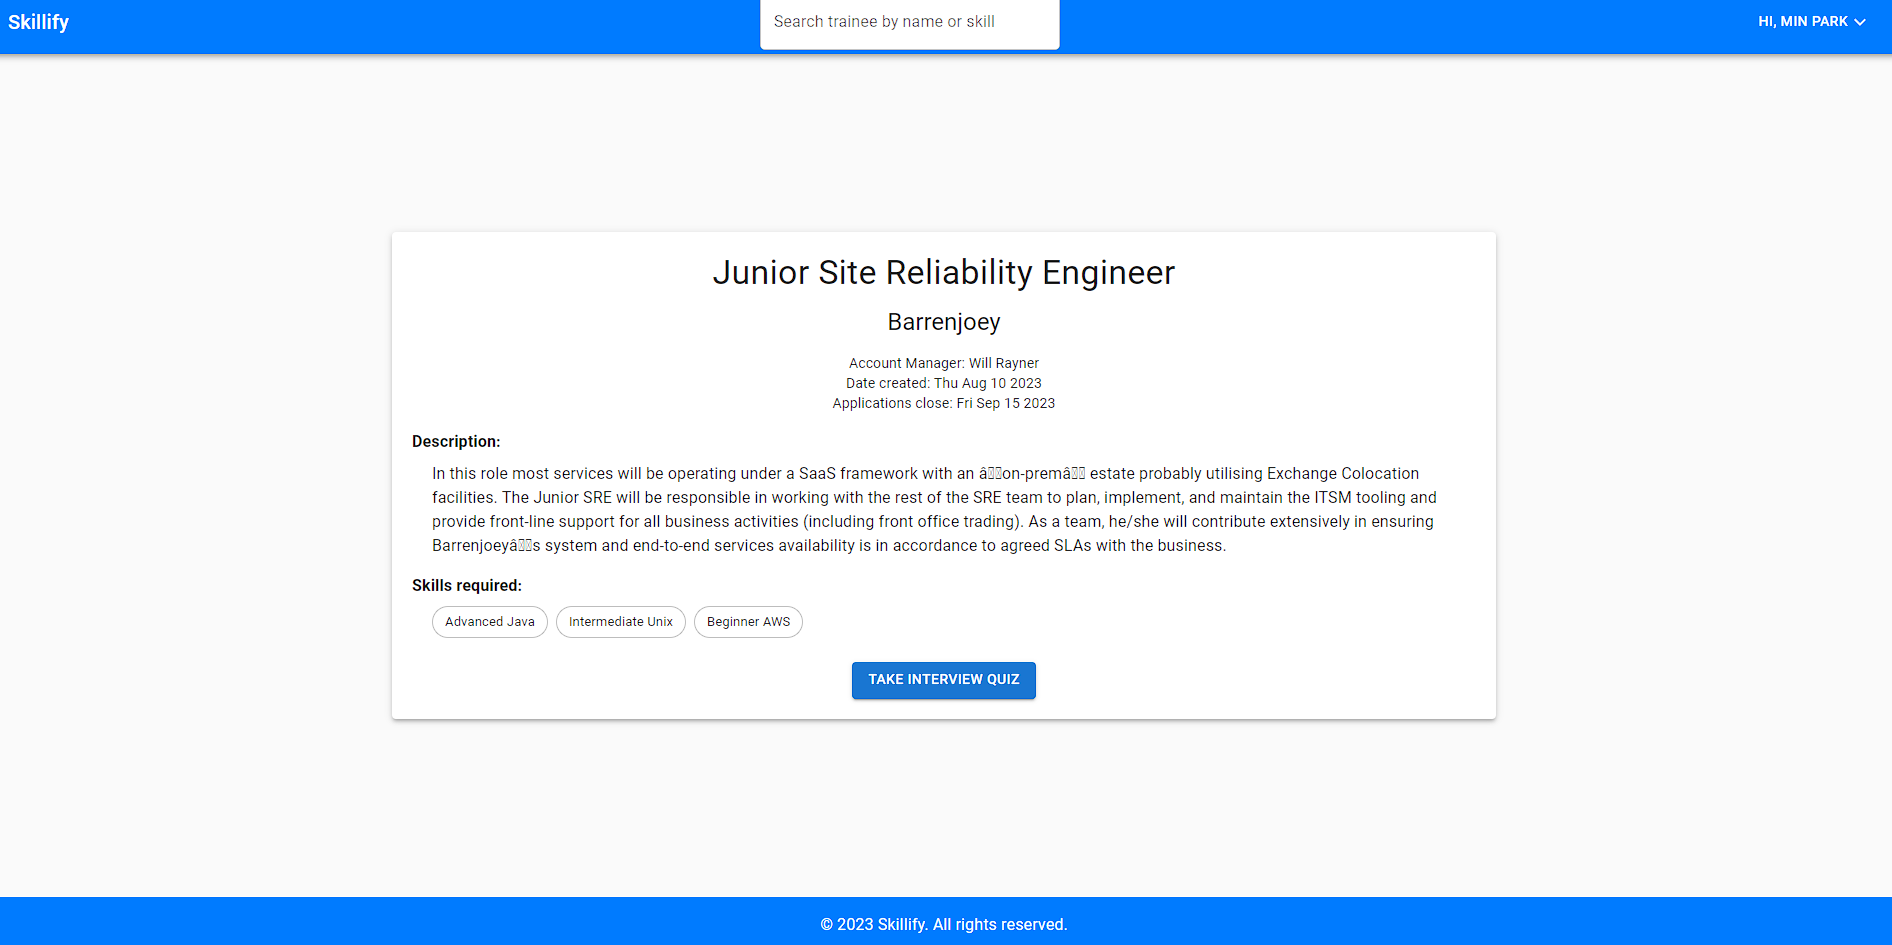 Skillify
Search trainee by name or skill
HI, MIN PARK
Junior Site Reliability Engineer
Barrenjoey
Account Manager: Will Rayner
Date created: Thu Aug 10 2023
Applications close: Fri Sep 15 2023
Description:
In this role most services will be operating under a SaaS framework with an â▯▯on-premâ▯▯ estate probably utilising Exchange Colocation
facilities. The Junior SRE will be responsible in working with the rest of the SRE team to plan, implement, and maintain the ITSM tooling and
provide front-line support for all business activities (including front office trading). As a team, he/she will contribute extensively in ensuring
Barrenjoeyâ▯▯s system and end-to-end services availability is in accordance to agreed SLAs with the business.
Skills required:
Advanced Java
Intermediate Unix
Beginner AWS
TAKE INTERVIEW QUIZ
© 2023 Skillify. All rights reserved.